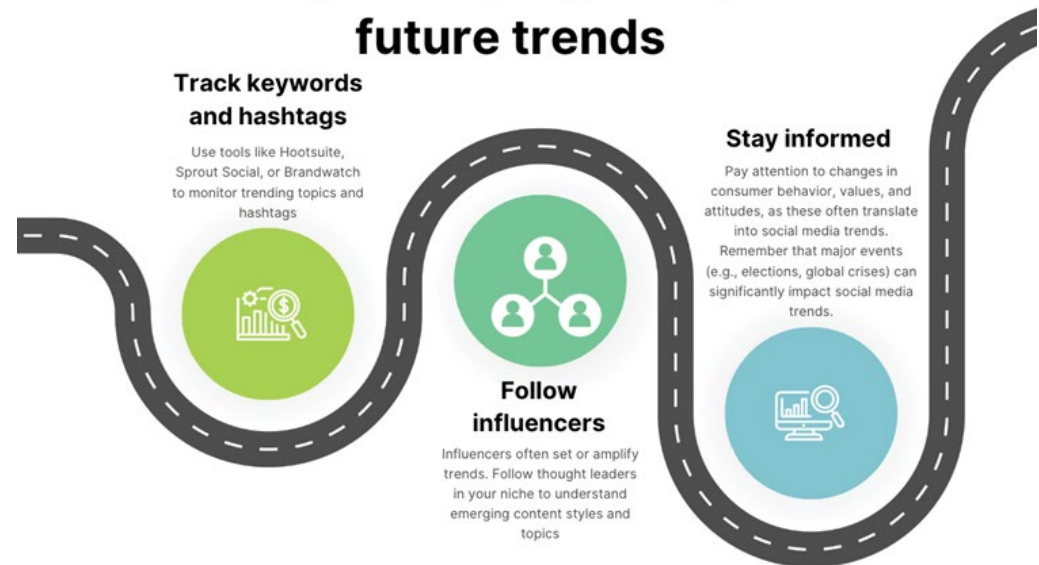 future trends
Track keywords
and hashtags
Use tools like Hootsuite,
Sprout Social, or Brandwatch
to monitor trending topics and
hashtags
$
Follow
influencers
Influencers often set or amplify
trends. Follow thought leaders
in your niche to understand
emerging content styles and
topics
Stay informed
Pay attention to changes in
consumer behavior, values, and
attitudes, as these often translate
into social media trends.
Remember that major events
(e.g., elections, global crises) can
significantly impact social media
trends.